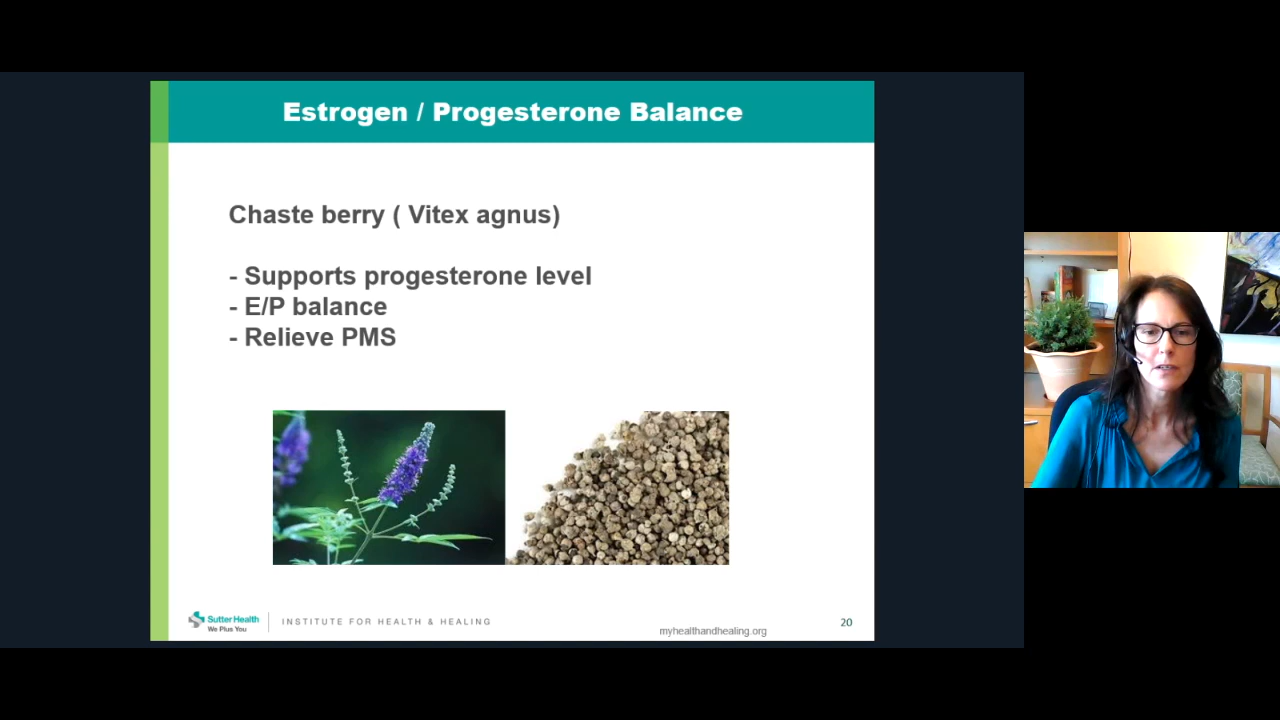 Estrogen / Progesterone Balance
Chaste berry ( Vitex agnus)
- Supports progesterone level
- E/P balance
- Relieve PMS
Sutter Health
We Plus You
INSTITUTE FOR HEALTH & HEALING
myhealthandhealing.org
20